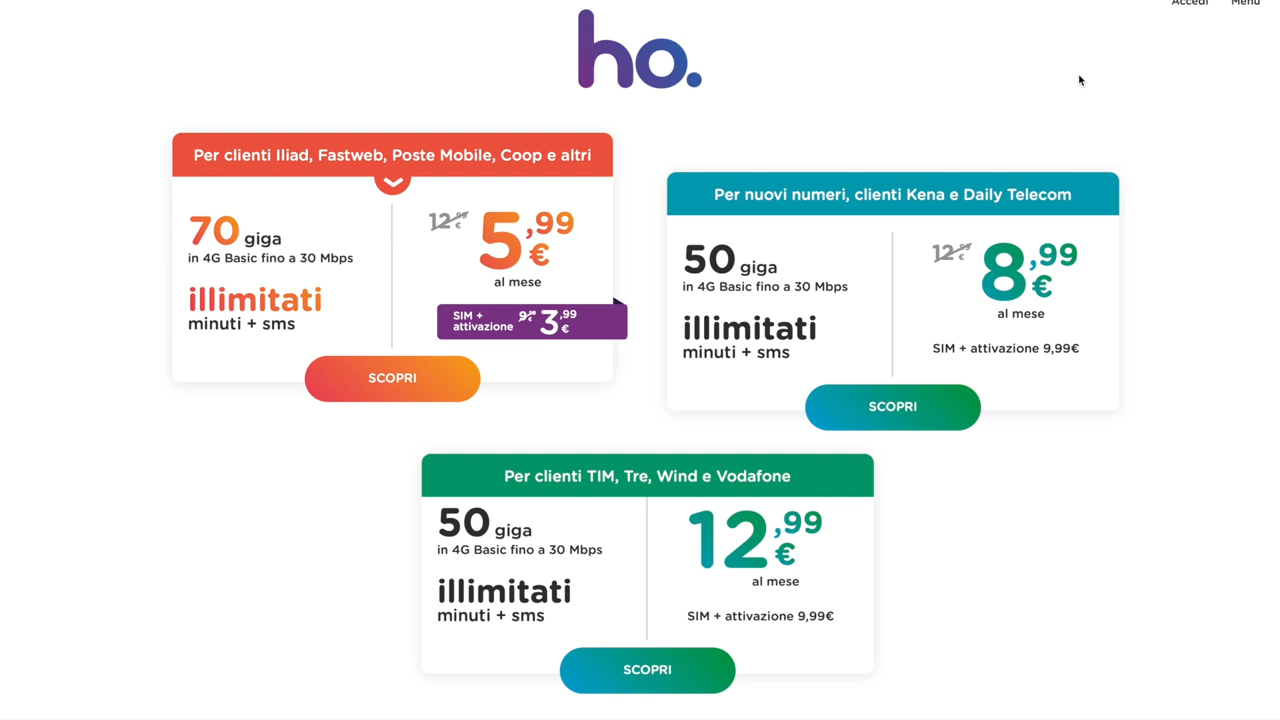 Accedi Menu
ho.
Per clienti Iliad, Fastweb, Poste Mobile, Coop e altri
70 giga
in 4G Basic fino a 30 Mbps
illimitati
minuti + sms
12,99 €
5,99 €
al mese
SIM + attivazione 9,99 € 3,99 €
SCOPRI
Per nuovi numeri, clienti Kena e Daily Telecom
50 giga
in 4G Basic fino a 30 Mbps
illimitati
minuti + sms
12,99 €
8,99 €
al mese
SIM + attivazione 9,99€
SCOPRI
Per clienti TIM, Tre, Wind e Vodafone
50 giga
in 4G Basic fino a 30 Mbps
illimitati
minuti + sms
12,99 €
al mese
SIM + attivazione 9,99€
SCOPRI